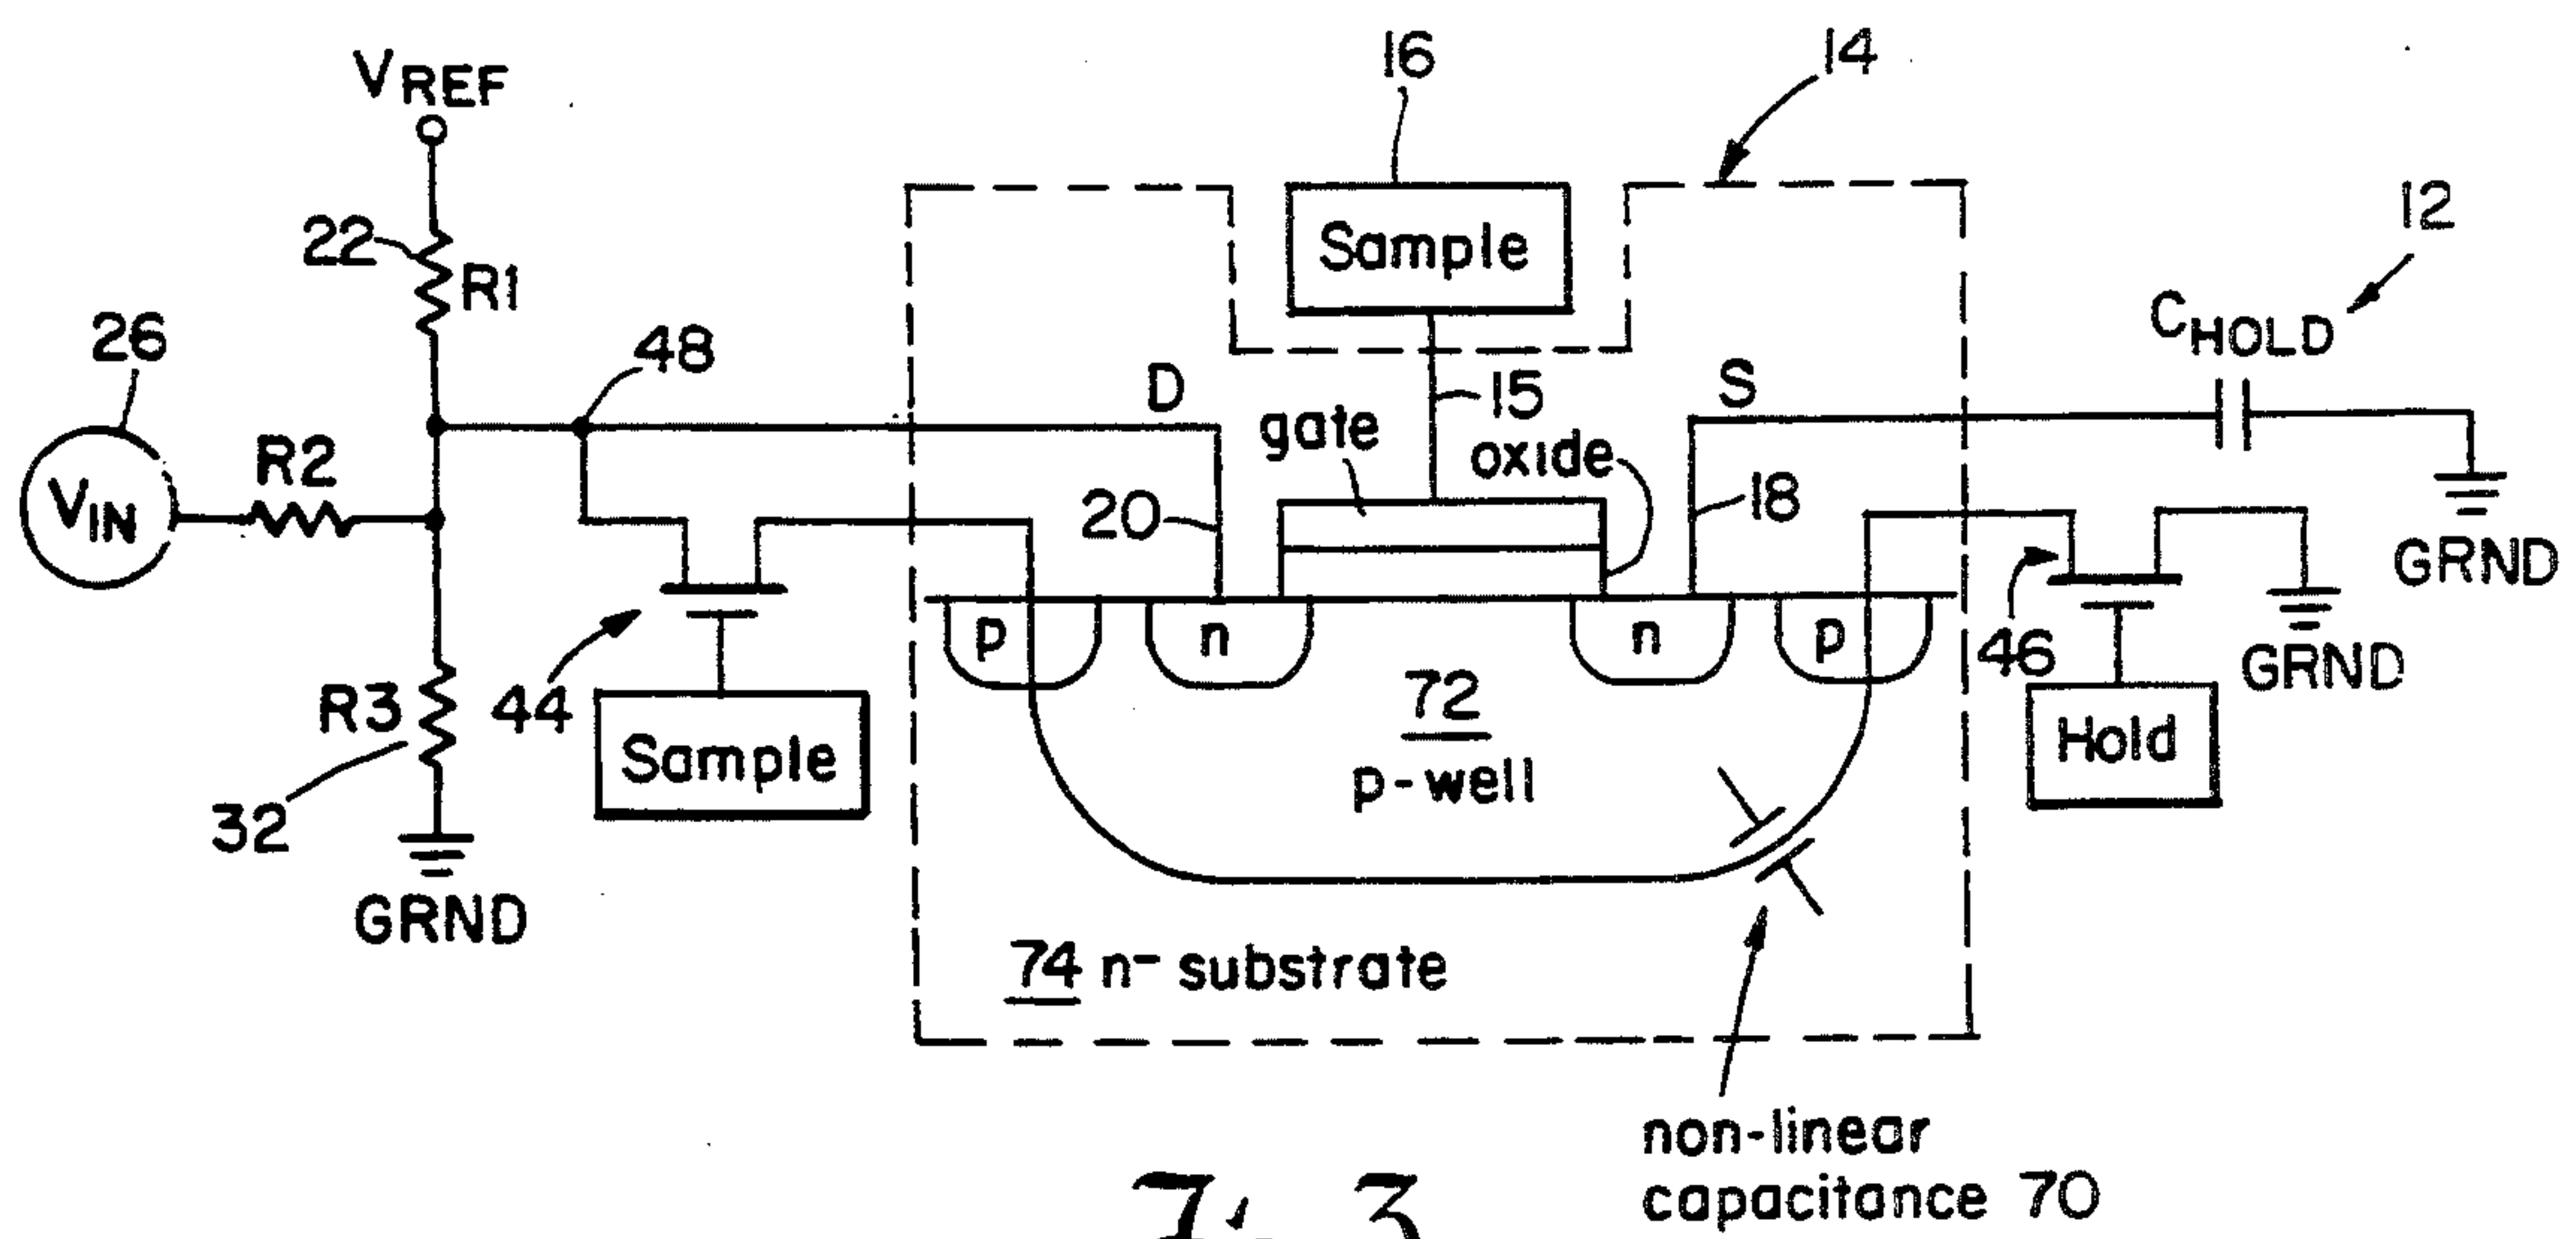 16
14
VREF
12
22
Sample
R1
CHOLD
26
48
D
15
S
gate
R2
oxide
VIN
20
18
GRND
p
n
n
p
46
GRND
R3
44
72
Hold
Sample
p-well
32
GRND
74 n- substrate
non-linear
capacitance 70